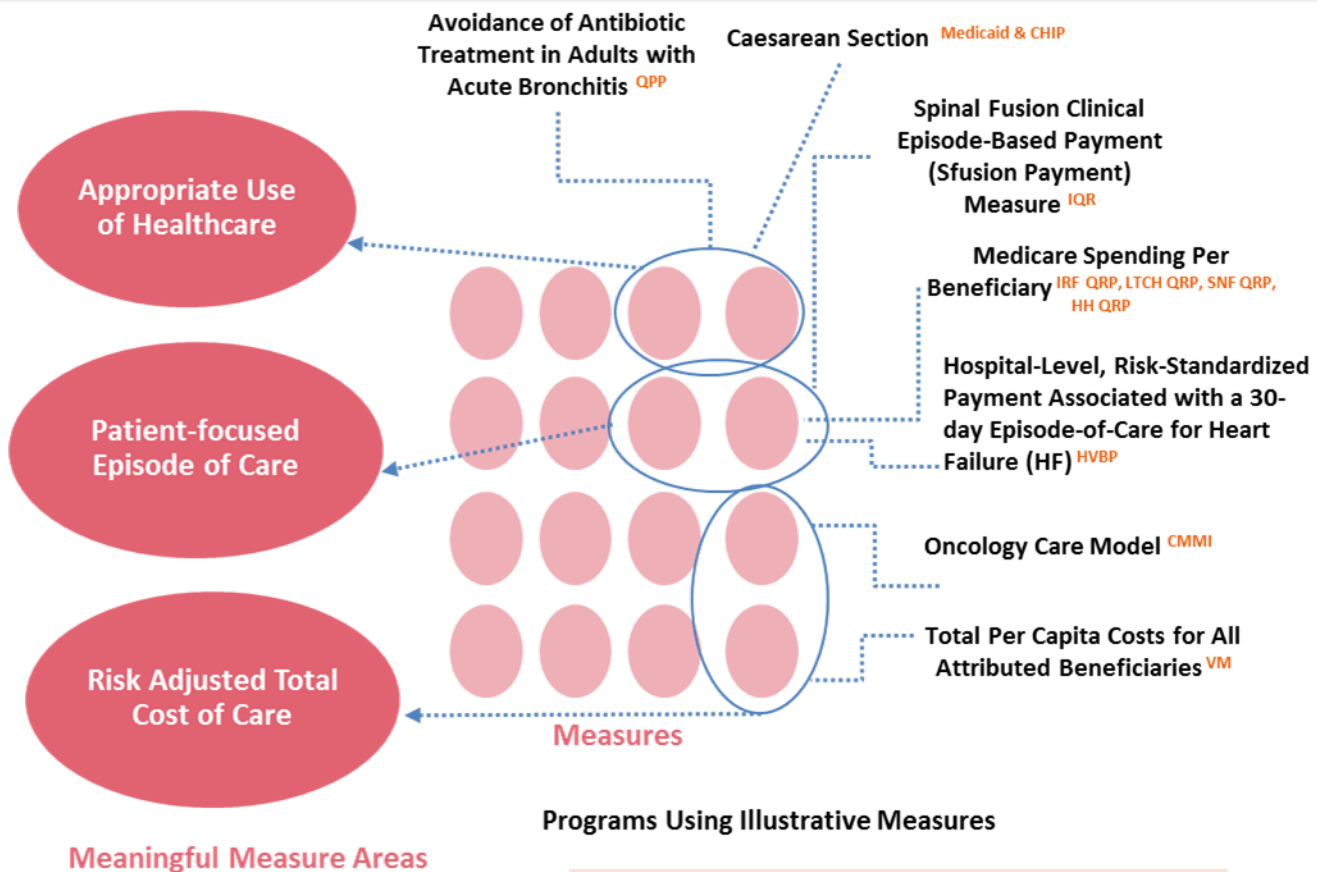 Avoidance of Antibiotic
Treatment in Adults with
Acute Bronchitis QPP
Caesarean Section Medicaid & CHIP
Spinal Fusion Clinical
Episode-Based Payment
(Sfusion Payment)
Measure IQR
Medicare Spending Per
Beneficiary IRF QRP, LTCH QRP, SNF QRP,
HH QRP
Hospital-Level, Risk-Standardized
Payment Associated with a 30-
day Episode-of-Care for Heart
Failure (HF) HVBP
Oncology Care Model CMMI
Total Per Capita Costs for All
Attributed Beneficiaries VM
Appropriate Use
of Healthcare
Patient-focused
Episode of Care
Risk Adjusted Total
Cost of Care
Measures
Programs Using Illustrative Measures
Meaningful Measure Areas